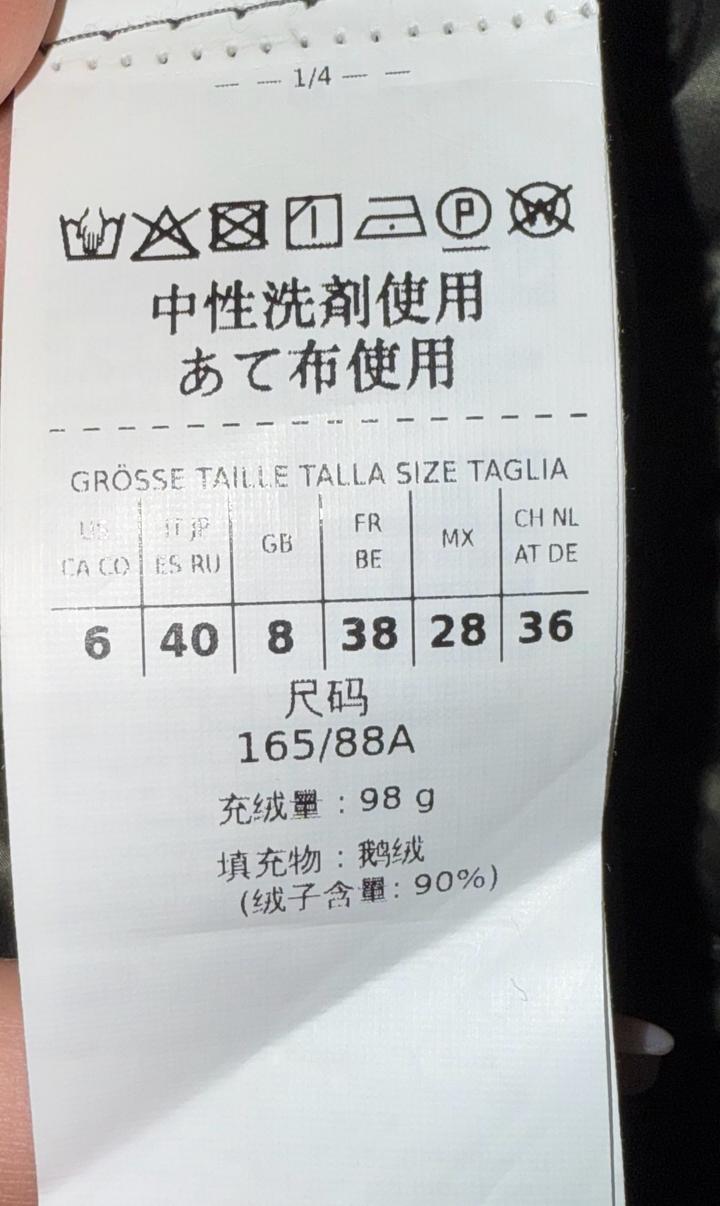 — — 1/4 — —
P W
中性洗剤使用
あて布使用
GRÖSSE TAILLE TALLA SIZE TAGLIA
US CA CO IT JP ES RU GB FR BE MX CH NL AT DE
6 40 8 38 28 36
尺码
165/88A
充绒量：98 g
填充物：鹅绒
(绒子含量: 90%)